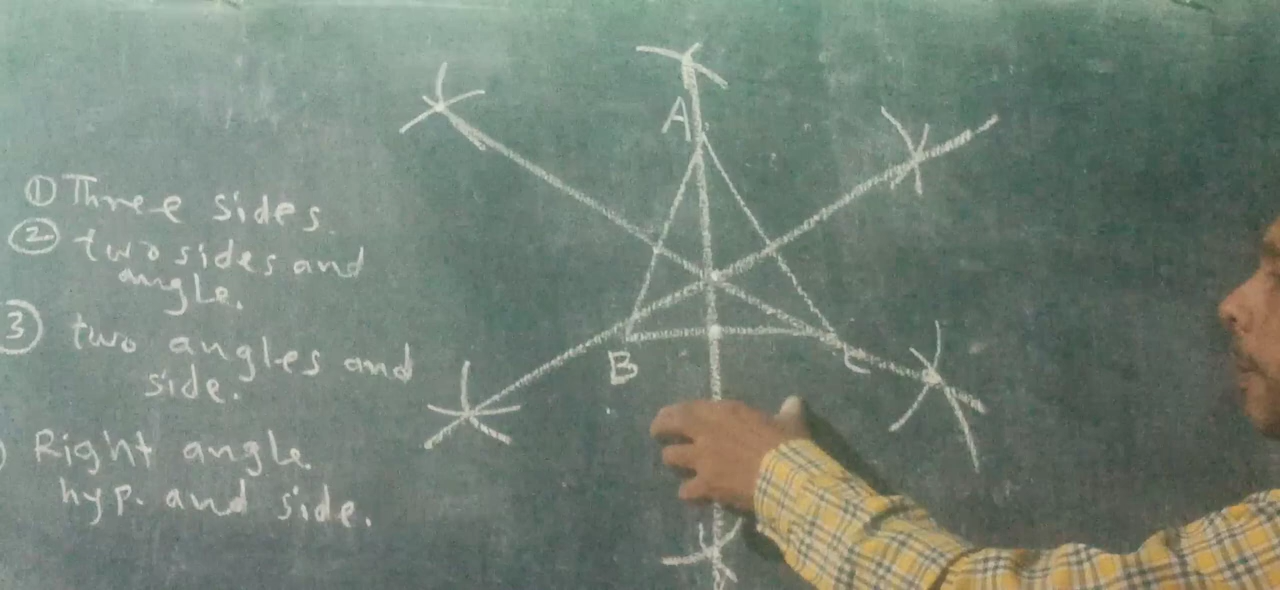 ① Three sides.
② two sides and
angle.
③ two angles and
side.
) Right angle
hyp. and side.
A
B
C